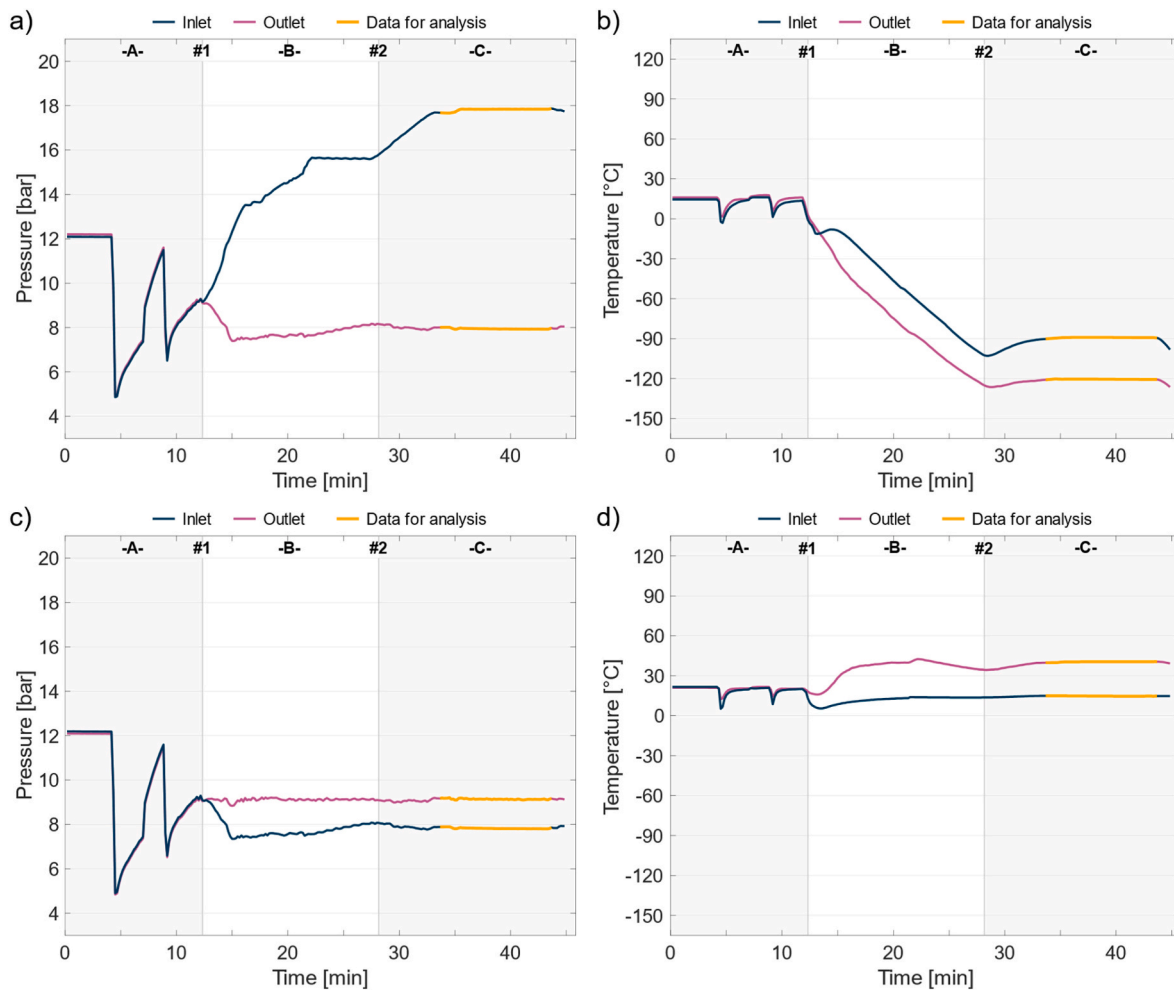 a) Inlet Outlet Data for analysis
-A- #1 -B- #2 -C-
20
18
16
14
12
10
8
6
4
Pressure [bar]
0 10 20 30 40
Time [min]
b) Inlet Outlet Data for analysis
-A- #1 -B- #2 -C-
120
90
60
30
0
-30
-60
-90
-120
-150
Temperature [°C]
0 10 20 30 40
Time [min]
c) Inlet Outlet Data for analysis
-A- #1 -B- #2 -C-
20
18
16
14
12
10
8
6
4
Pressure [bar]
0 10 20 30 40
Time [min]
d) Inlet Outlet Data for analysis
-A- #1 -B- #2 -C-
120
90
60
30
0
-30
-60
-90
-120
-150
Temperature [°C]
0 10 20 30 40
Time [min]